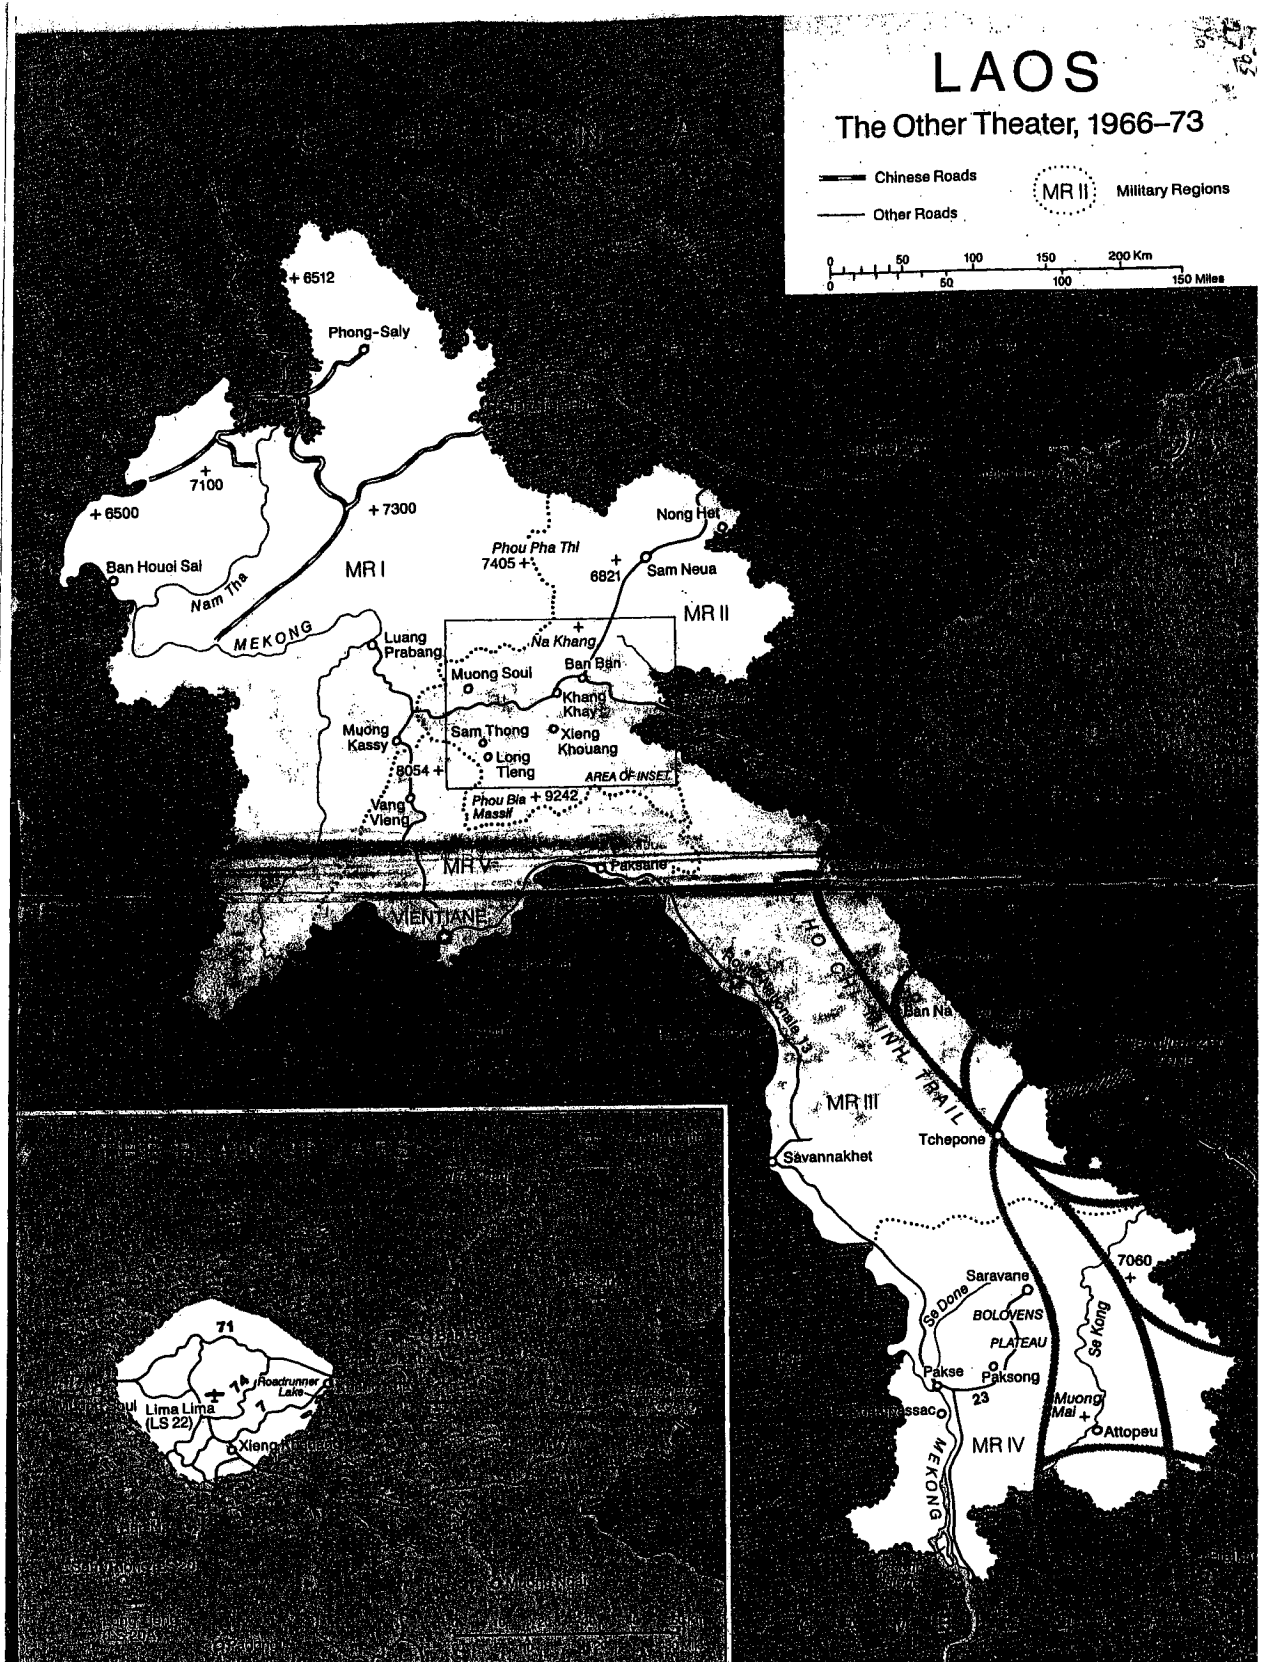 LAOS
The Other Theater, 1966–73
Chinese Roads
Other Roads
MR II
Military Regions
0 50 100 150 200 Km
0 50 100 150 Miles
+ 6512
Phong-Saly
+
7100
+ 6500
+ 7300
Nong Het
Phou Pha Thi
7405 +
+
6821
Sam Neua
Ban Houei Sai
MR I
Nam Tha
MR II
MEKONG
Luang
Prabang
+
Na Khang
Ban Ban
Muong Soui
Khang
Khay
Muong
Kassy
Sam Thong
Xieng
Khouang
Long
Tieng
8054 +
AREA OF INSET
Phou Bia
Massif
+ 9242
Vang
Vieng
MR V
Paksane
VIENTIANE
HO CHI MINH TRAIL
Ban Na
MR III
Tchepone
Savannakhet
7060
+
Saravane
Se Done
BOLOVENS
PLATEAU
Se Kong
Pakse
Paksong
23
Muong
Mai +
Attopeu
MR IV
MEKONG
71
74
Roadrunner
Lake
7
Lima Lima
(LS 22)